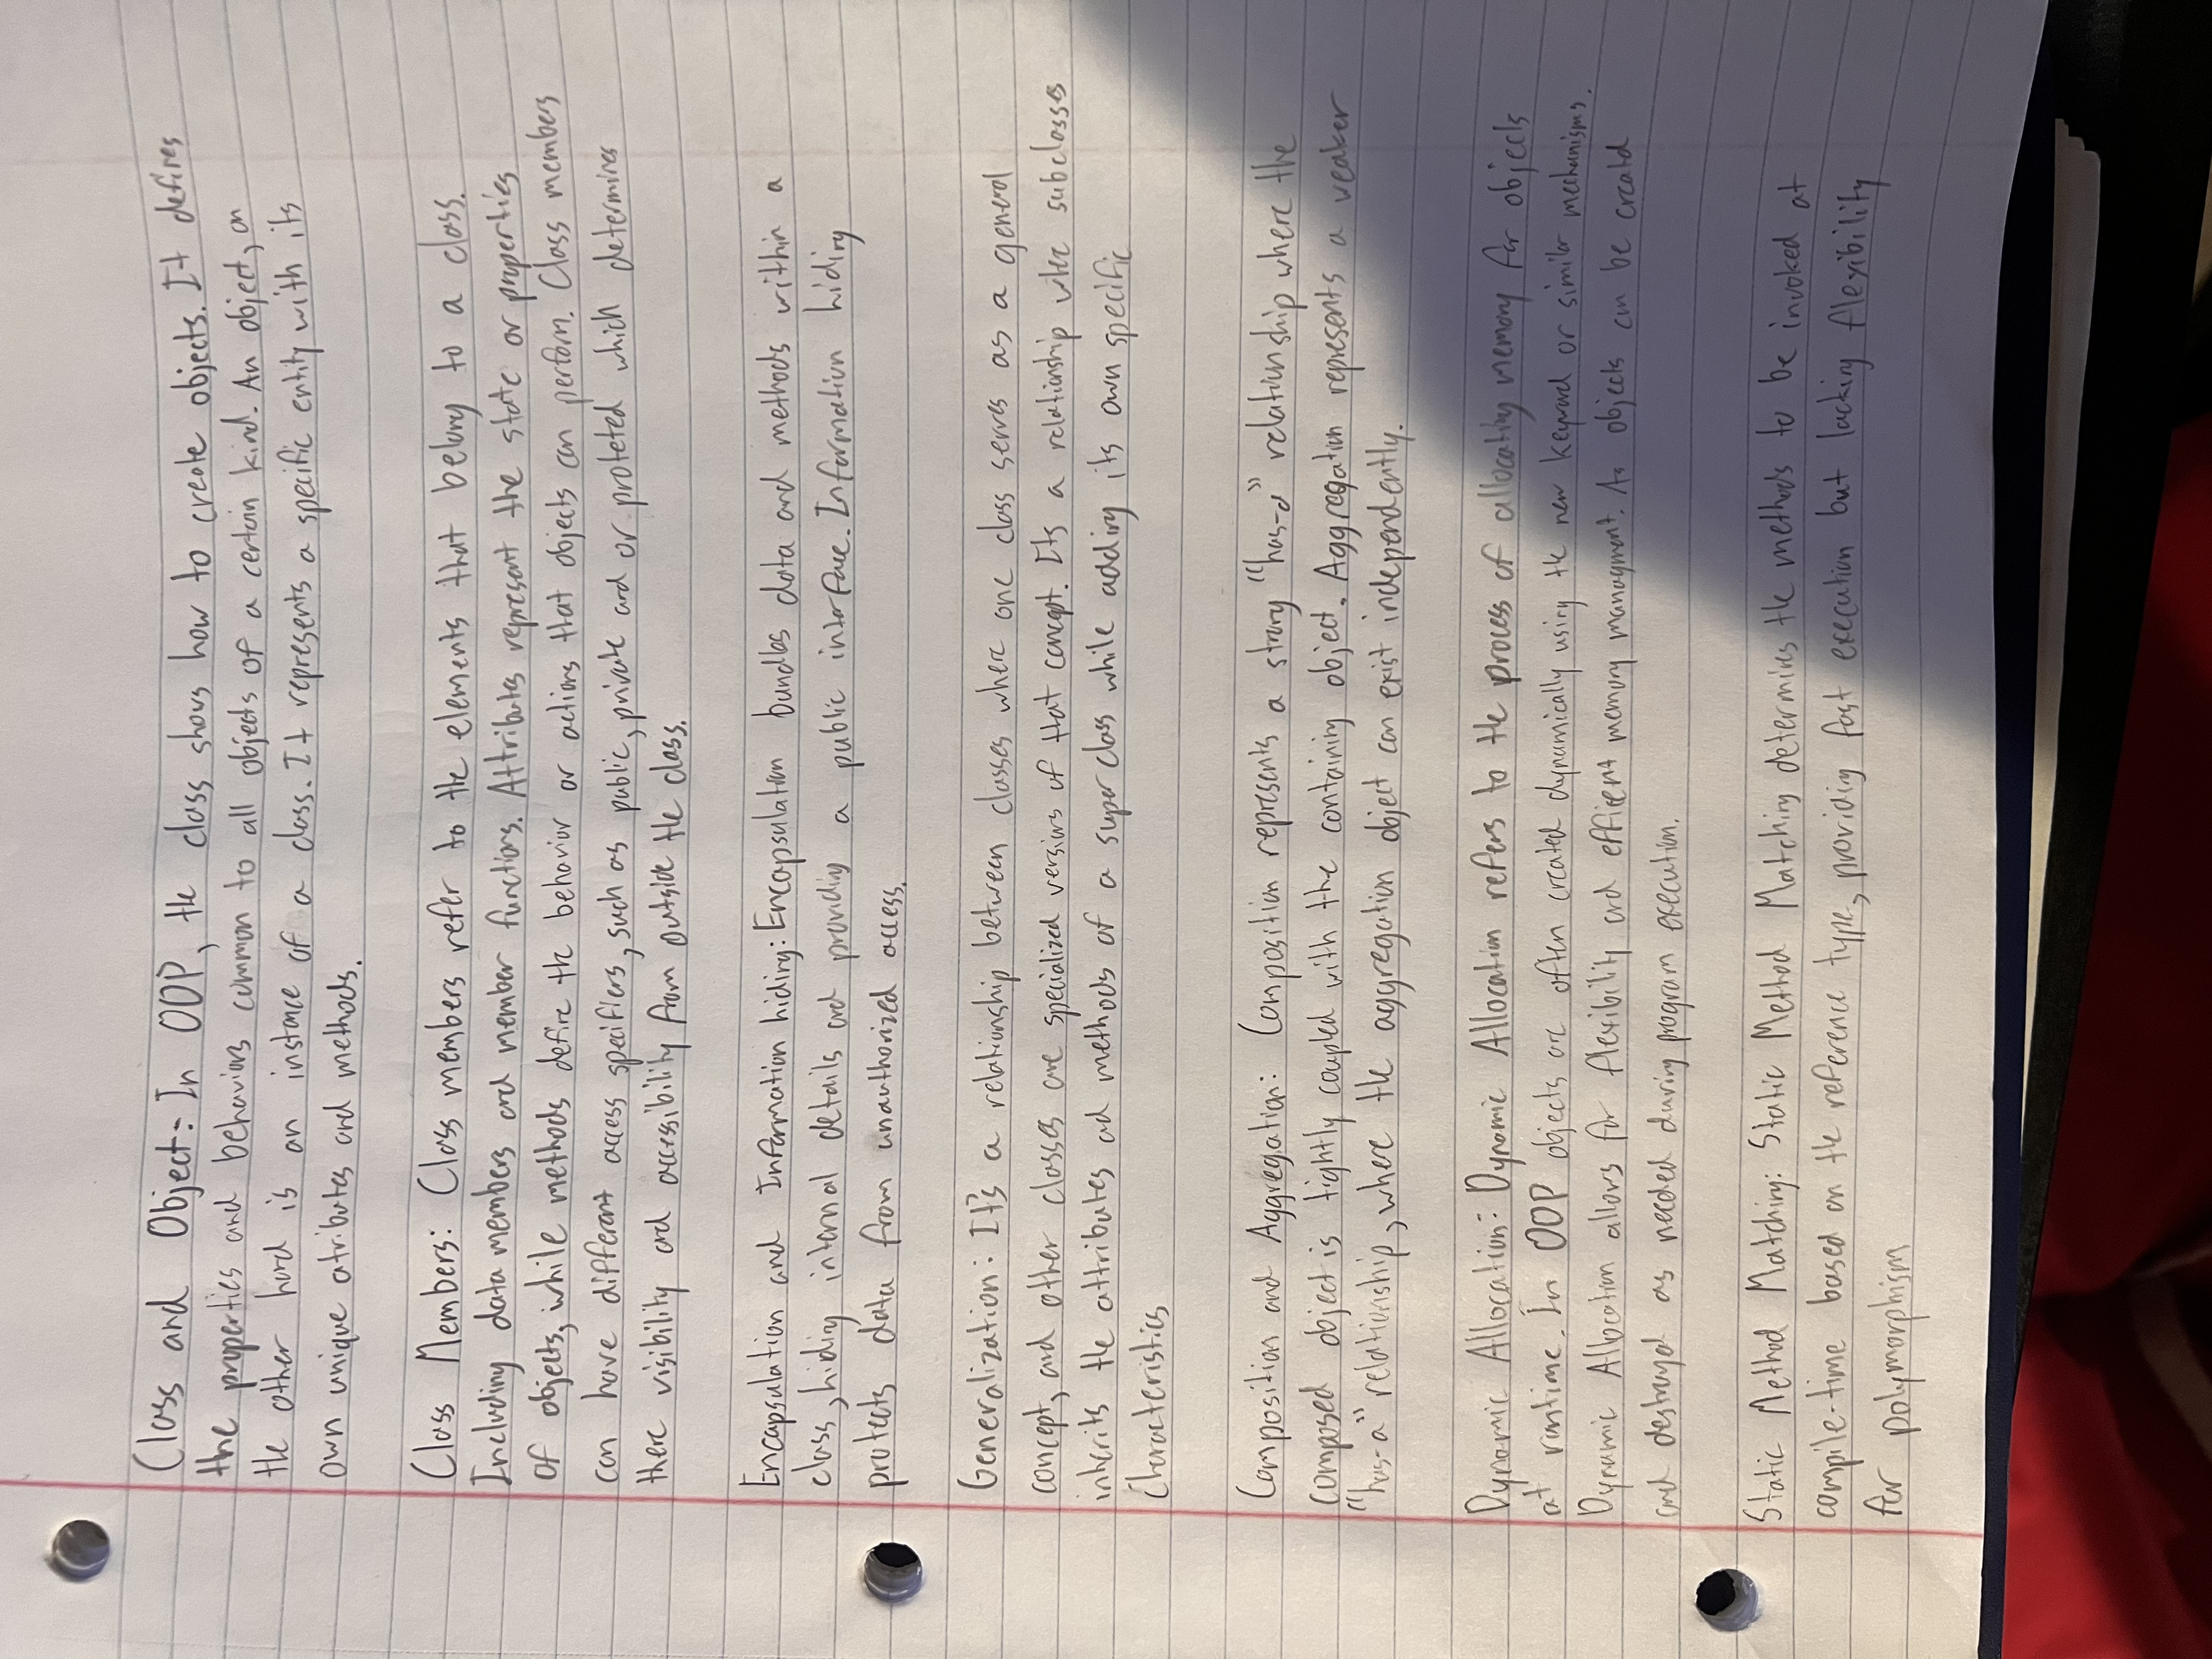 Class and Object: In OOP, the class shows how to create objects. It defines
the properties and behaviors common to all objects of a certain kind. An object, on
the other hand is an instance of a class. It represents a specific entity with its
own unique atributes and methods.
Class Members: Class members refer to the elements that belong to a class.
Including data members and member functions. Attributes represent the state or properties
of objects, while methods define the behavior or actions that objects can perform. Class members
can have different access specifiers, such as public, private and or proteted which determines
there visibility and accessibility from outside the class.
Encapsulation and Information hiding: Encapsulation bundles data and methods within a
class, hiding internal details and providing a public interface. Information hiding
protects data from unauthorized access.
Generalization: It's a relationship between classes where one class serves as a general
concept, and other classes are specialized versions of that concept. Its a relationship where subclasses
inherits the attributes ad methods of a superclass while adding its own specific
Characteristics
Composition and Aggregation: Composition represents a strong "has-a" relationship where the
composed object is tightly coupled with the containing object. Aggregation represents a weaker
"has-a" relationship, where the aggregation object can exist independently.
Dynamic Allocation: Dynamic Allocation refers to the process of allocating memory for objects
at runtime. In OOP objects are often created dynamically using the new keyword or similar mechanisms.
Dynamic Allocation allows for flexibility and efficent memory managment. As objects can be created
and destroyed as needed during program execution.
Static Method Matching: Static Method Matching determines the methods to be invoked at
compile-time based on the reference type, providing fast execution but lacking flexibility
for polymorphism